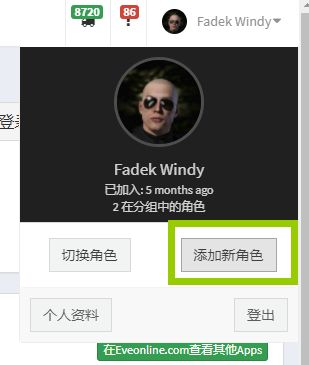 8720
86
Fadek Windy
登录
Fadek Windy
已加入: 5 months ago
2 在分组中的角色
切换角色
添加新角色
个人资料
登出
在Eveonline.com查看其他Apps